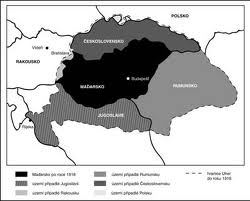 POLSKO
ČESKOSLOVENSKO
Vídeň
Bratislava
RAKOUSKO
Budapešť
MAĎARSKO
RUMUNSKO
JUGOSLÁVIE
Rijeka
Maďarsko po roce 1918
území připadlé Rumunsku
hranice Uher
do roku 1918
území připadlé Jugoslávii
území připadlé Československu
území připadlé Rakousku
území připadlé Polsku